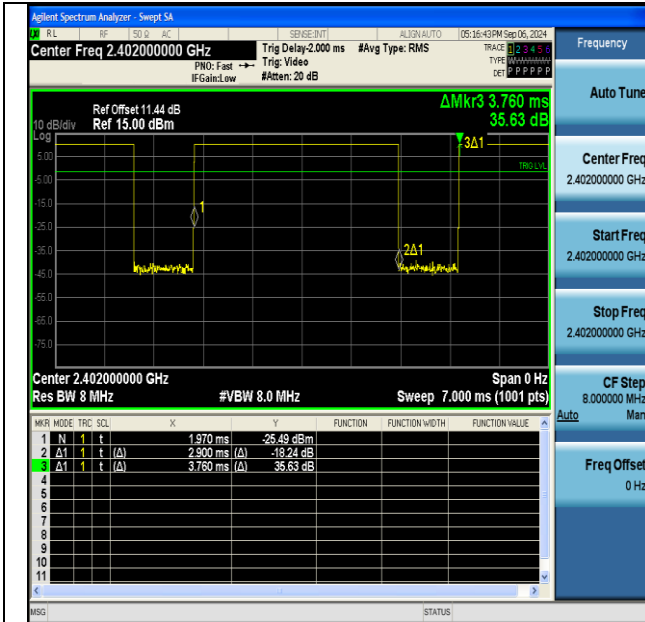 Agilent Spectrum Analyzer - Swept SA
RL RF 50 Ω AC SENSE:INT ALIGN AUTO 05:16:43 PM Sep 06, 2024
Center Freq 2.402000000 GHz Trig Delay-2.000 ms #Avg Type: RMS TRACE 1 2 3 4 5 6
PNO: Fast Trig: Video TYPE
IFGain:Low #Atten: 20 dB DET P P P P P P
Frequency
ΔMkr3 3.760 ms
35.63 dB
Ref Offset 11.44 dB
10 dB/div Ref 15.00 dBm
Log
5.00
-5.00
-15.0
-25.0
-35.0
-45.0
-55.0
-65.0
-75.0
3Δ1
TRIG LVL
1
2Δ1
Center 2.402000000 GHz Span 0 Hz
Res BW 8 MHz #VBW 8.0 MHz Sweep 7.000 ms (1001 pts)
MKR MODE TRC SCL X Y FUNCTION FUNCTION WIDTH FUNCTION VALUE
1 N 1 t 1.970 ms -25.49 dBm
2 Δ1 1 t (Δ) 2.900 ms (Δ) -18.24 dB
3 Δ1 1 t (Δ) 3.760 ms (Δ) 35.63 dB
4
5
6
7
8
9
10
11
MSG STATUS
Auto Tune
Center Freq
2.402000000 GHz
Start Freq
2.402000000 GHz
Stop Freq
2.402000000 GHz
CF Step
8.000000 MHz
Auto Man
Freq Offset
0 Hz